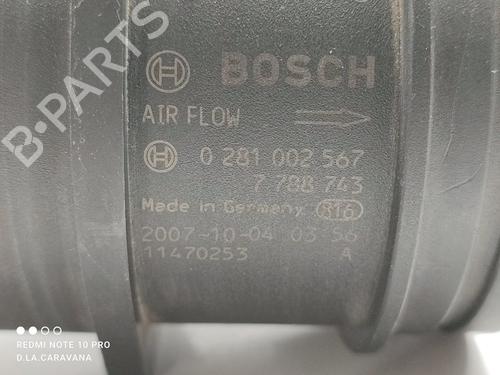 B-PARTS
BOSCH
AIR FLOW
0 281 002 567
7 788 743
Made in Germany 816
2007-10-04 03 56
11470253 A
REDMI NOTE 10 PRO
D.LA.CARAVANA